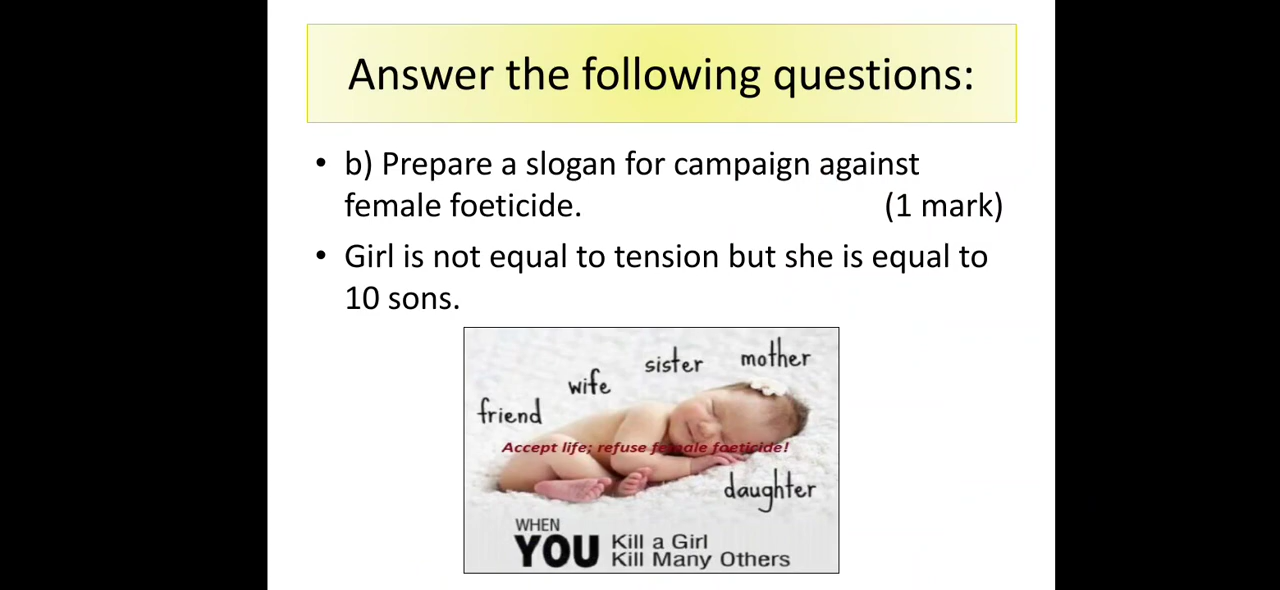 Answer the following questions:
• b) Prepare a slogan for campaign against
female foeticide. (1 mark)
• Girl is not equal to tension but she is equal to
10 sons.
mother
sister
wife
friend
Accept life; refuse female foeticide!
daughter
WHEN
YOU Kill a Girl
Kill Many Others